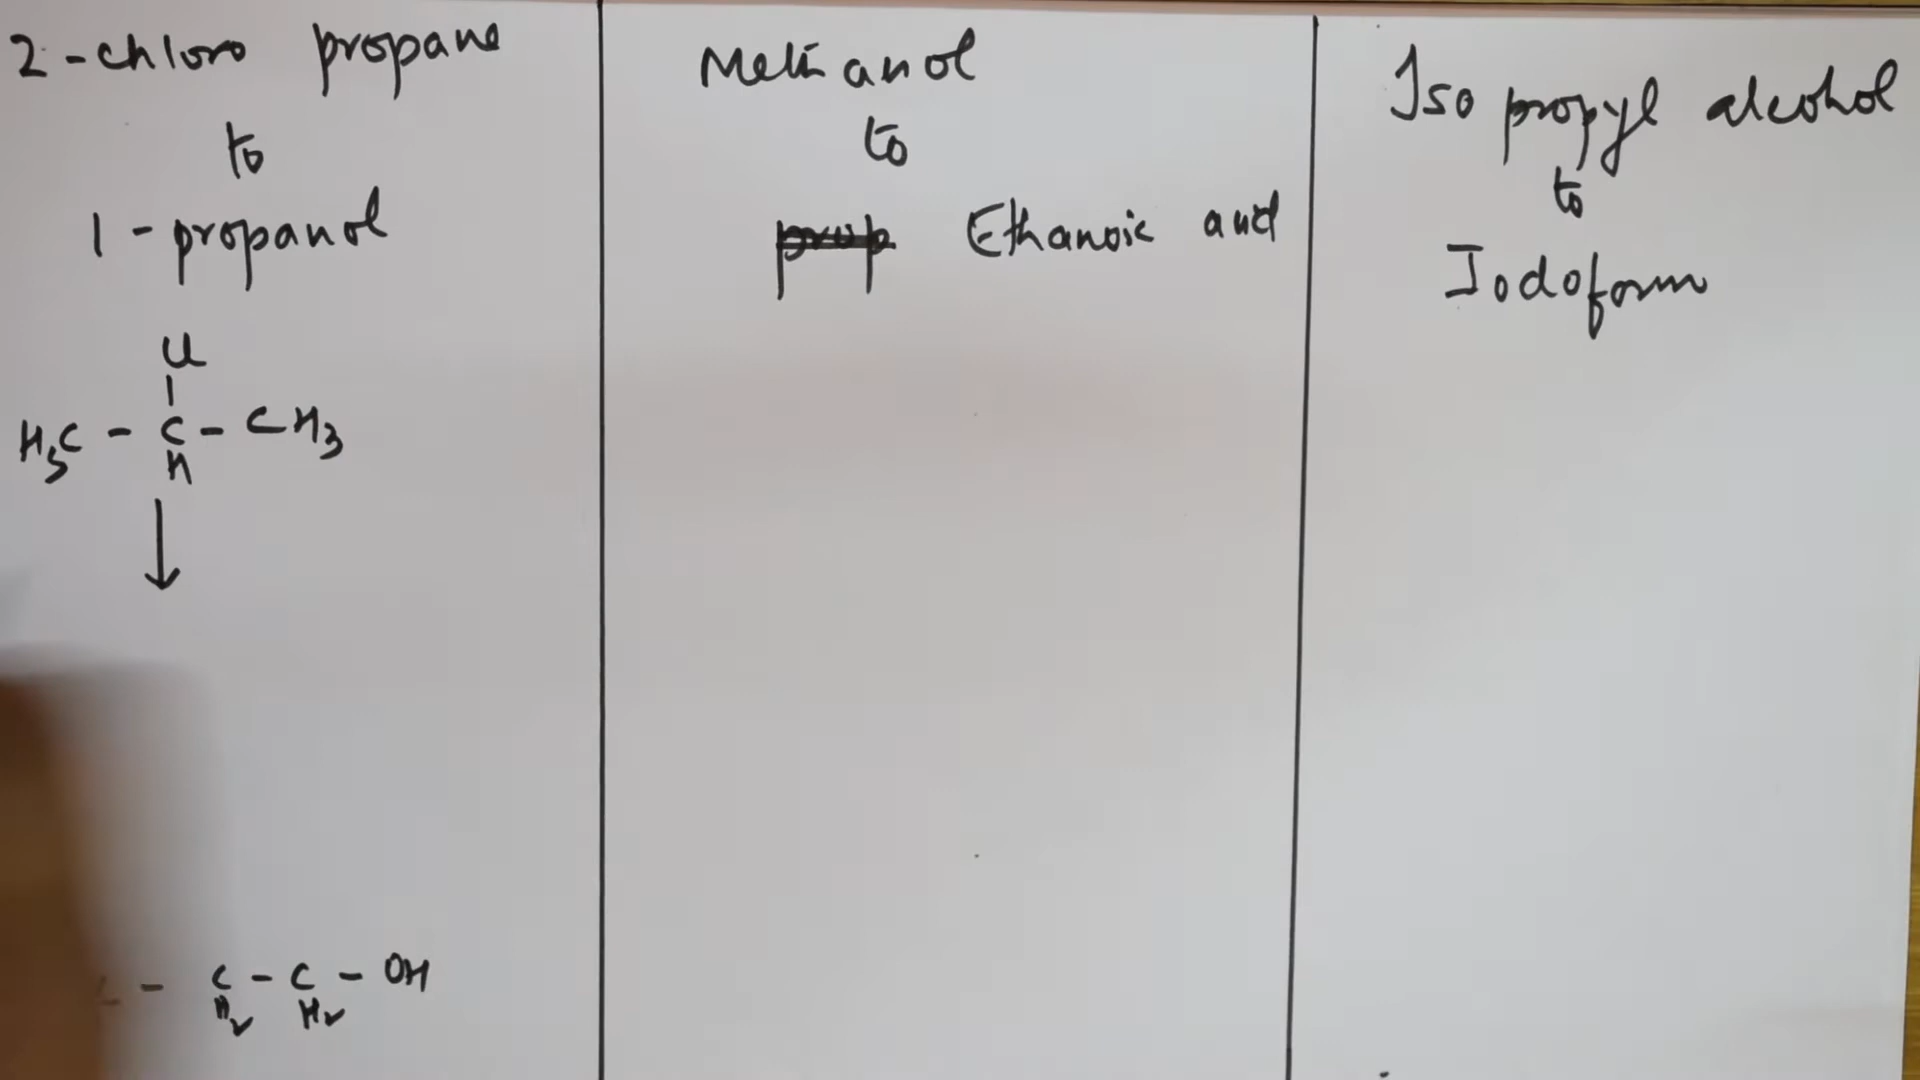 2-chloro propane
to
1-propanol
Cl
H3C - C - CH3
H
C - C - OH
H2 H2
Methanol
to
prop Ethanoic acid
Iso propyl alcohol
to
Iodoform